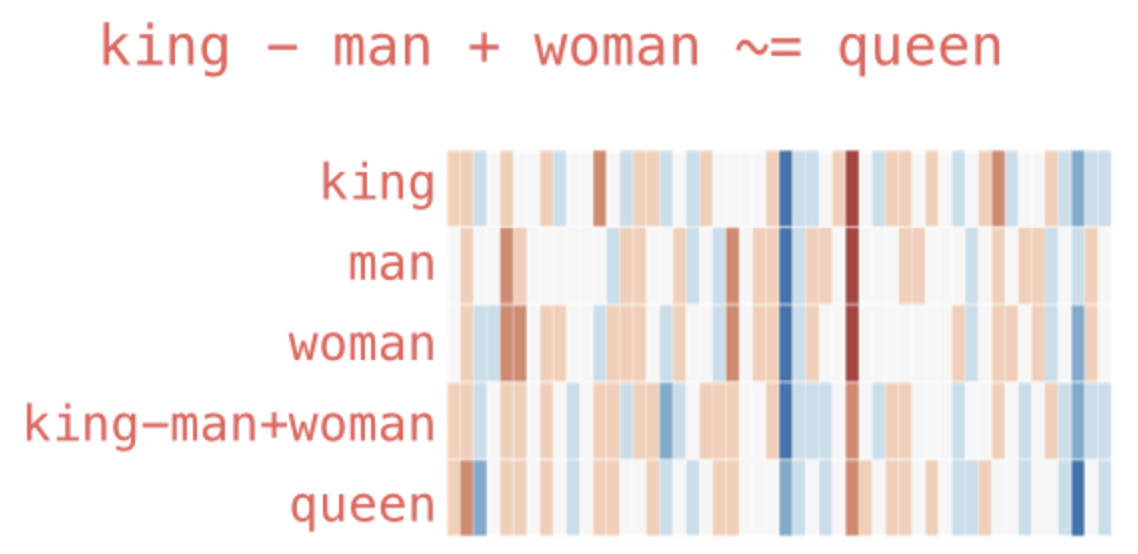 king − man + woman ~= queen
king
man
woman
king−man+woman
queen